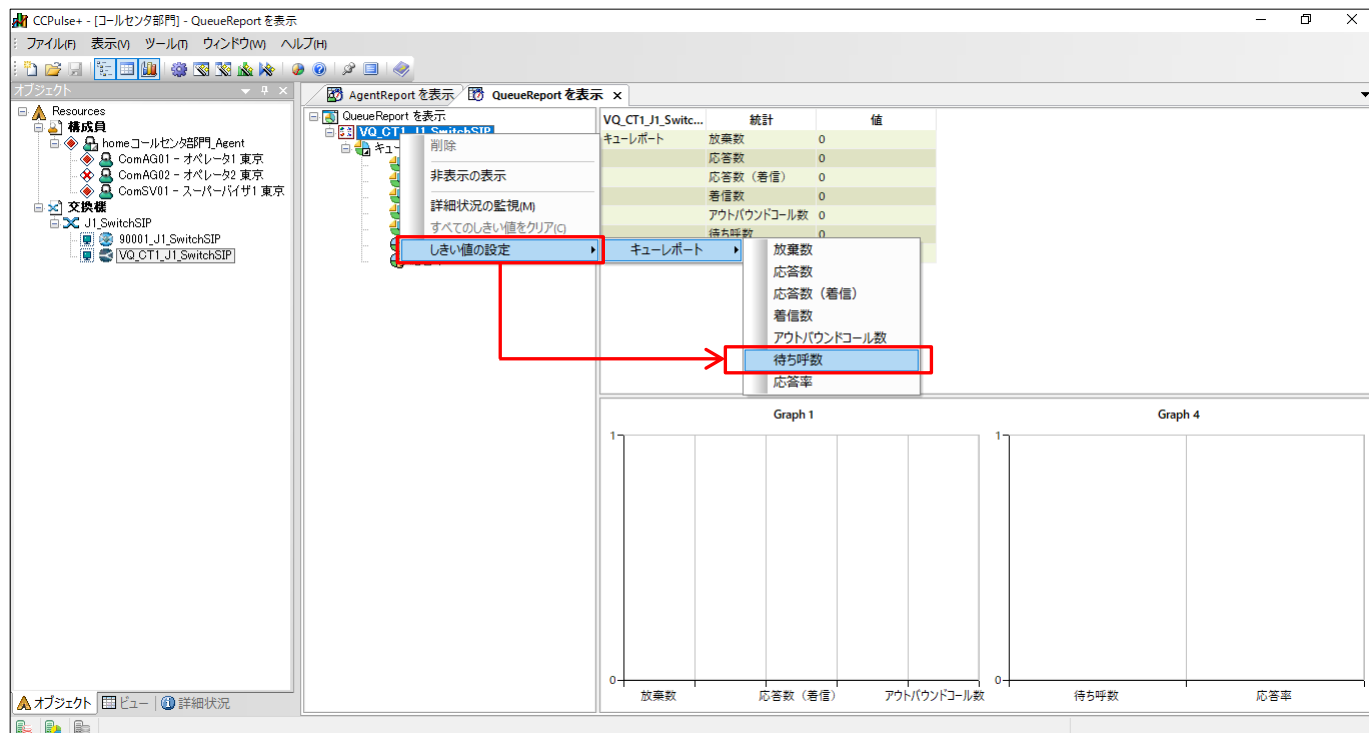 CCPulse+ - [コールセンタ部門] - QueueReport を表示
ファイル(F) 表示(V) ツール(T) ウィンドウ(W) ヘルプ(H)
オブジェクト
Resources
構成員
home コールセンタ部門_Agent
ComAG01 - オペレータ1 東京
ComAG02 - オペレータ2 東京
ComSV01 - スーパーバイザ1 東京
交換機
J1_SwitchSIP
90001_J1_SwitchSIP
VQ_CT1_J1_SwitchSIP
オブジェクト ビュー 詳細状況
AgentReport を表示 QueueReport を表示
QueueReport を表示
VQ_CT1_J1_SwitchSIP
キュー
削除
非表示の表示
詳細状況の監視(M)
すべてのしきい値をクリア(C)
しきい値の設定
キューレポート
放棄数
応答数
応答数（着信）
着信数
アウトバウンドコール数
待ち呼数
応答率
VQ_CT1_J1_Switc... 統計 値
キューレポート 放棄数 0
応答数 0
応答数（着信） 0
着信数 0
アウトバウンドコール数 0
待ち呼数 0
Graph 1
1
0
放棄数 応答数（着信） アウトバウンドコール数
Graph 4
1
0
待ち呼数 応答率